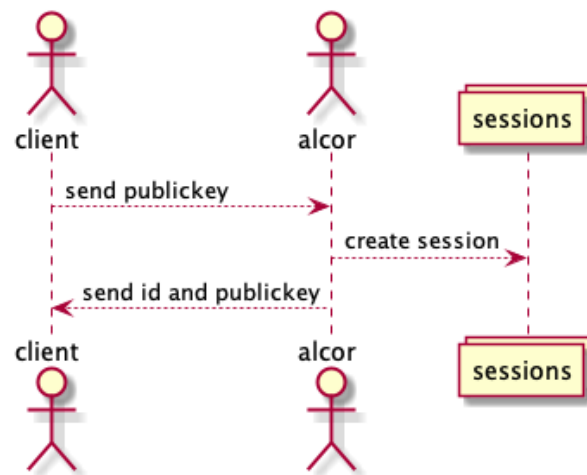 client
alcor
sessions
send publickey
create session
send id and publickey
client
alcor
sessions